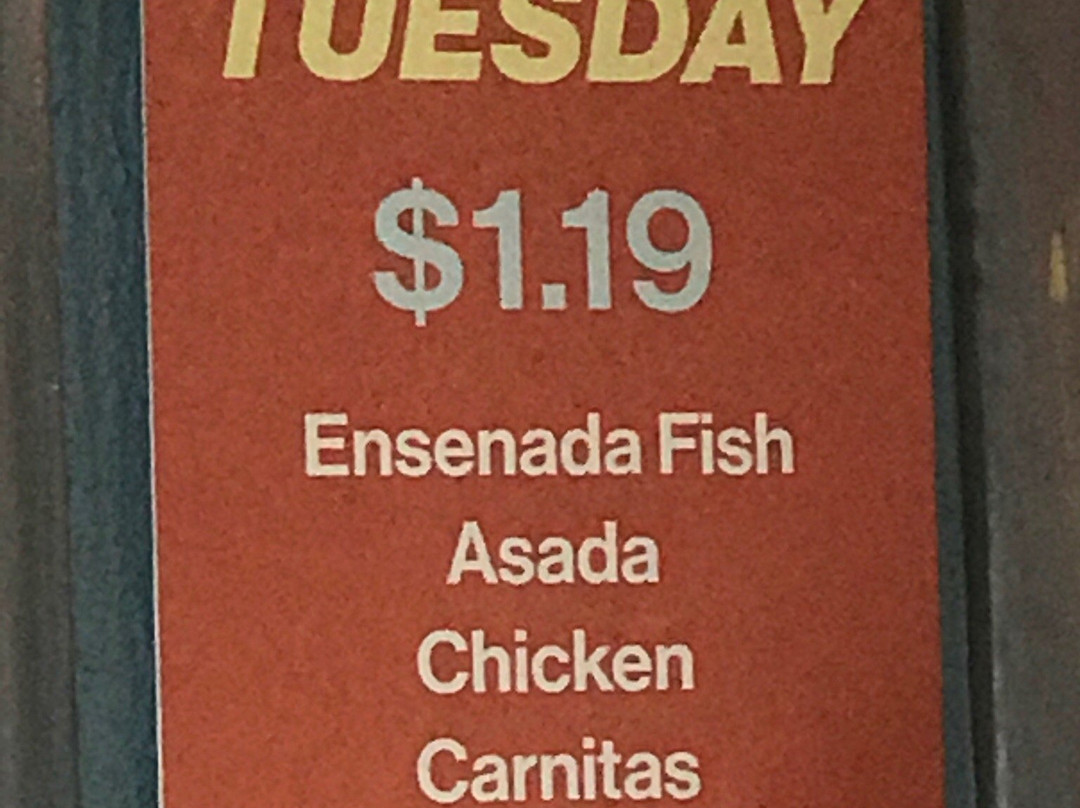 TUESDAY
$1.19
Ensenada Fish
Asada
Chicken
Carnitas